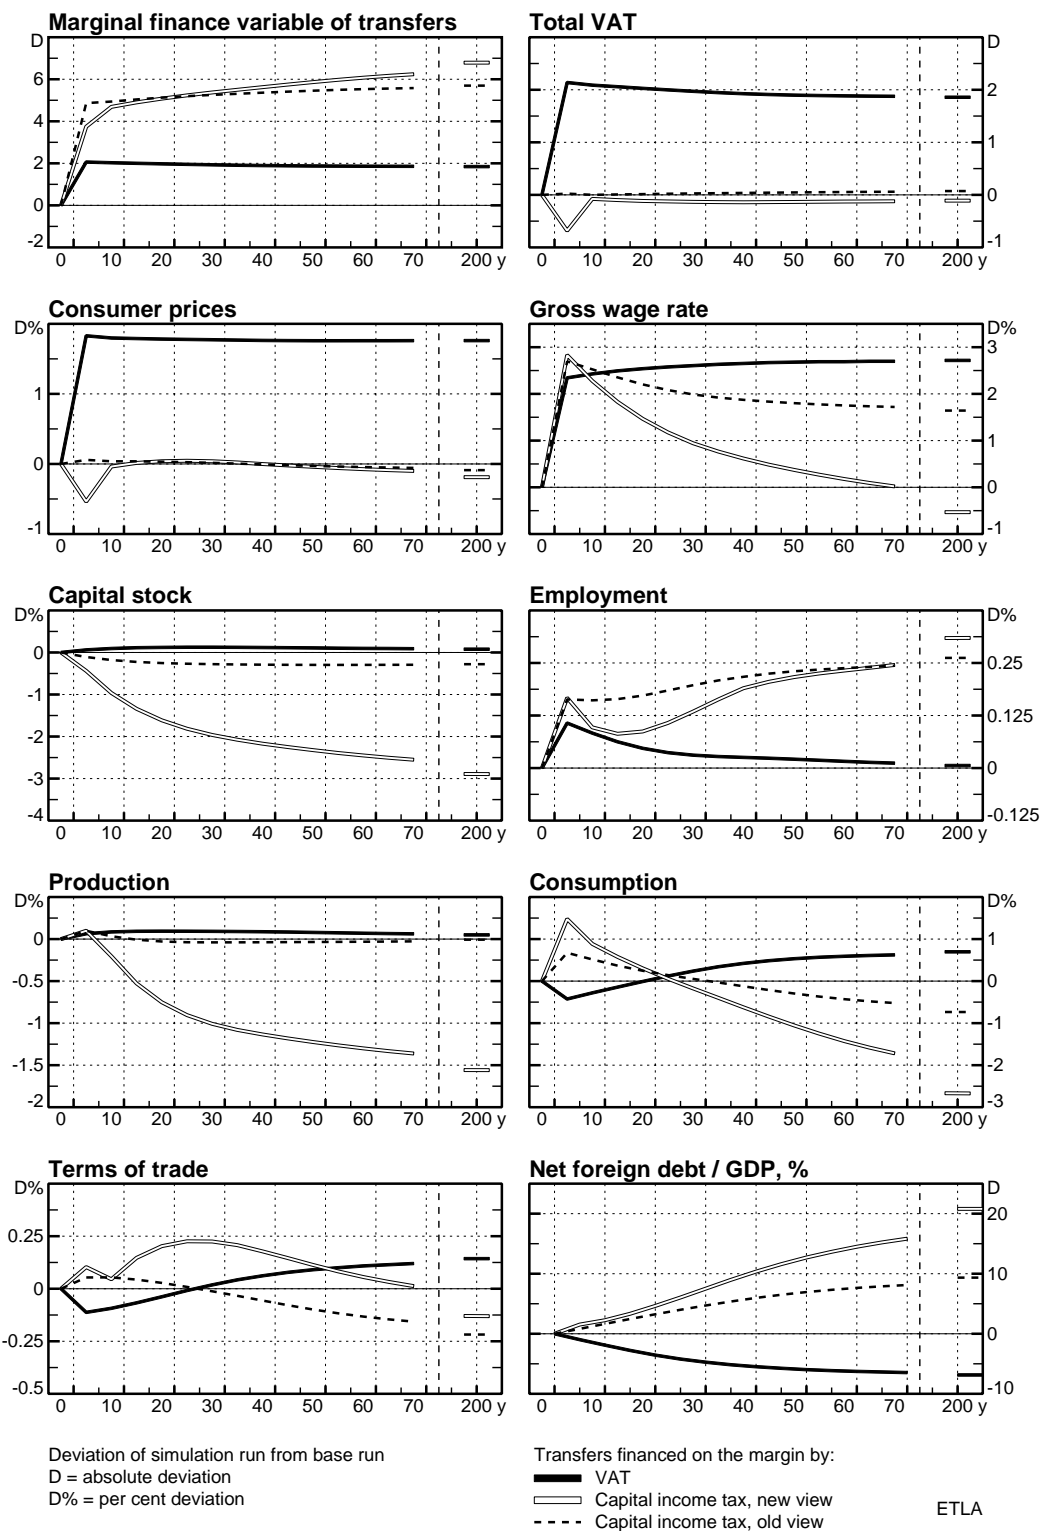 Marginal finance variable of transfers
D
6
4
2
0
-2
0 10 20 30 40 50 60 70 200 y
Total VAT
D
2
1
0
-1
0 10 20 30 40 50 60 70 200 y
Consumer prices
D%
1
0
-1
0 10 20 30 40 50 60 70 200 y
Gross wage rate
D%
3
2
1
0
-1
0 10 20 30 40 50 60 70 200 y
Capital stock
D%
0
-1
-2
-3
-4
0 10 20 30 40 50 60 70 200 y
Employment
D%
0.25
0.125
0
-0.125
0 10 20 30 40 50 60 70 200 y
Production
D%
0
-0.5
-1
-1.5
-2
0 10 20 30 40 50 60 70 200 y
Consumption
D%
1
0
-1
-2
-3
0 10 20 30 40 50 60 70 200 y
Terms of trade
D%
0.25
0
-0.25
-0.5
0 10 20 30 40 50 60 70 200 y
Net foreign debt / GDP, %
D
20
10
0
-10
0 10 20 30 40 50 60 70 200 y
Deviation of simulation run from base run
D = absolute deviation
D% = per cent deviation
Transfers financed on the margin by:
VAT
Capital income tax, new view
Capital income tax, old view
ETLA